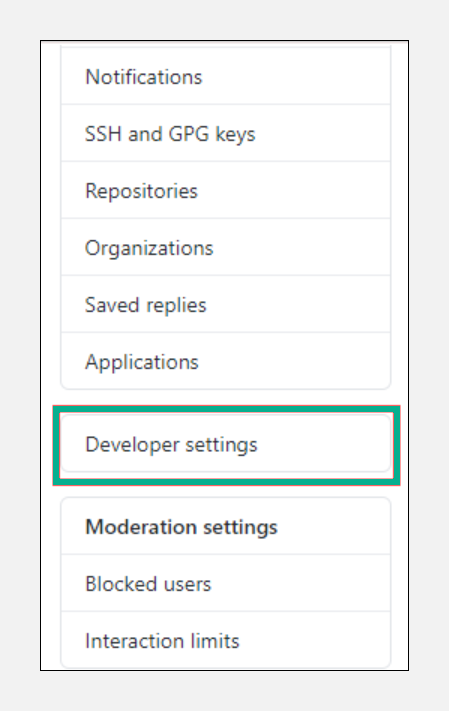 Notifications
SSH and GPG keys
Repositories
Organizations
Saved replies
Applications
Developer settings
Moderation settings
Blocked users
Interaction limits